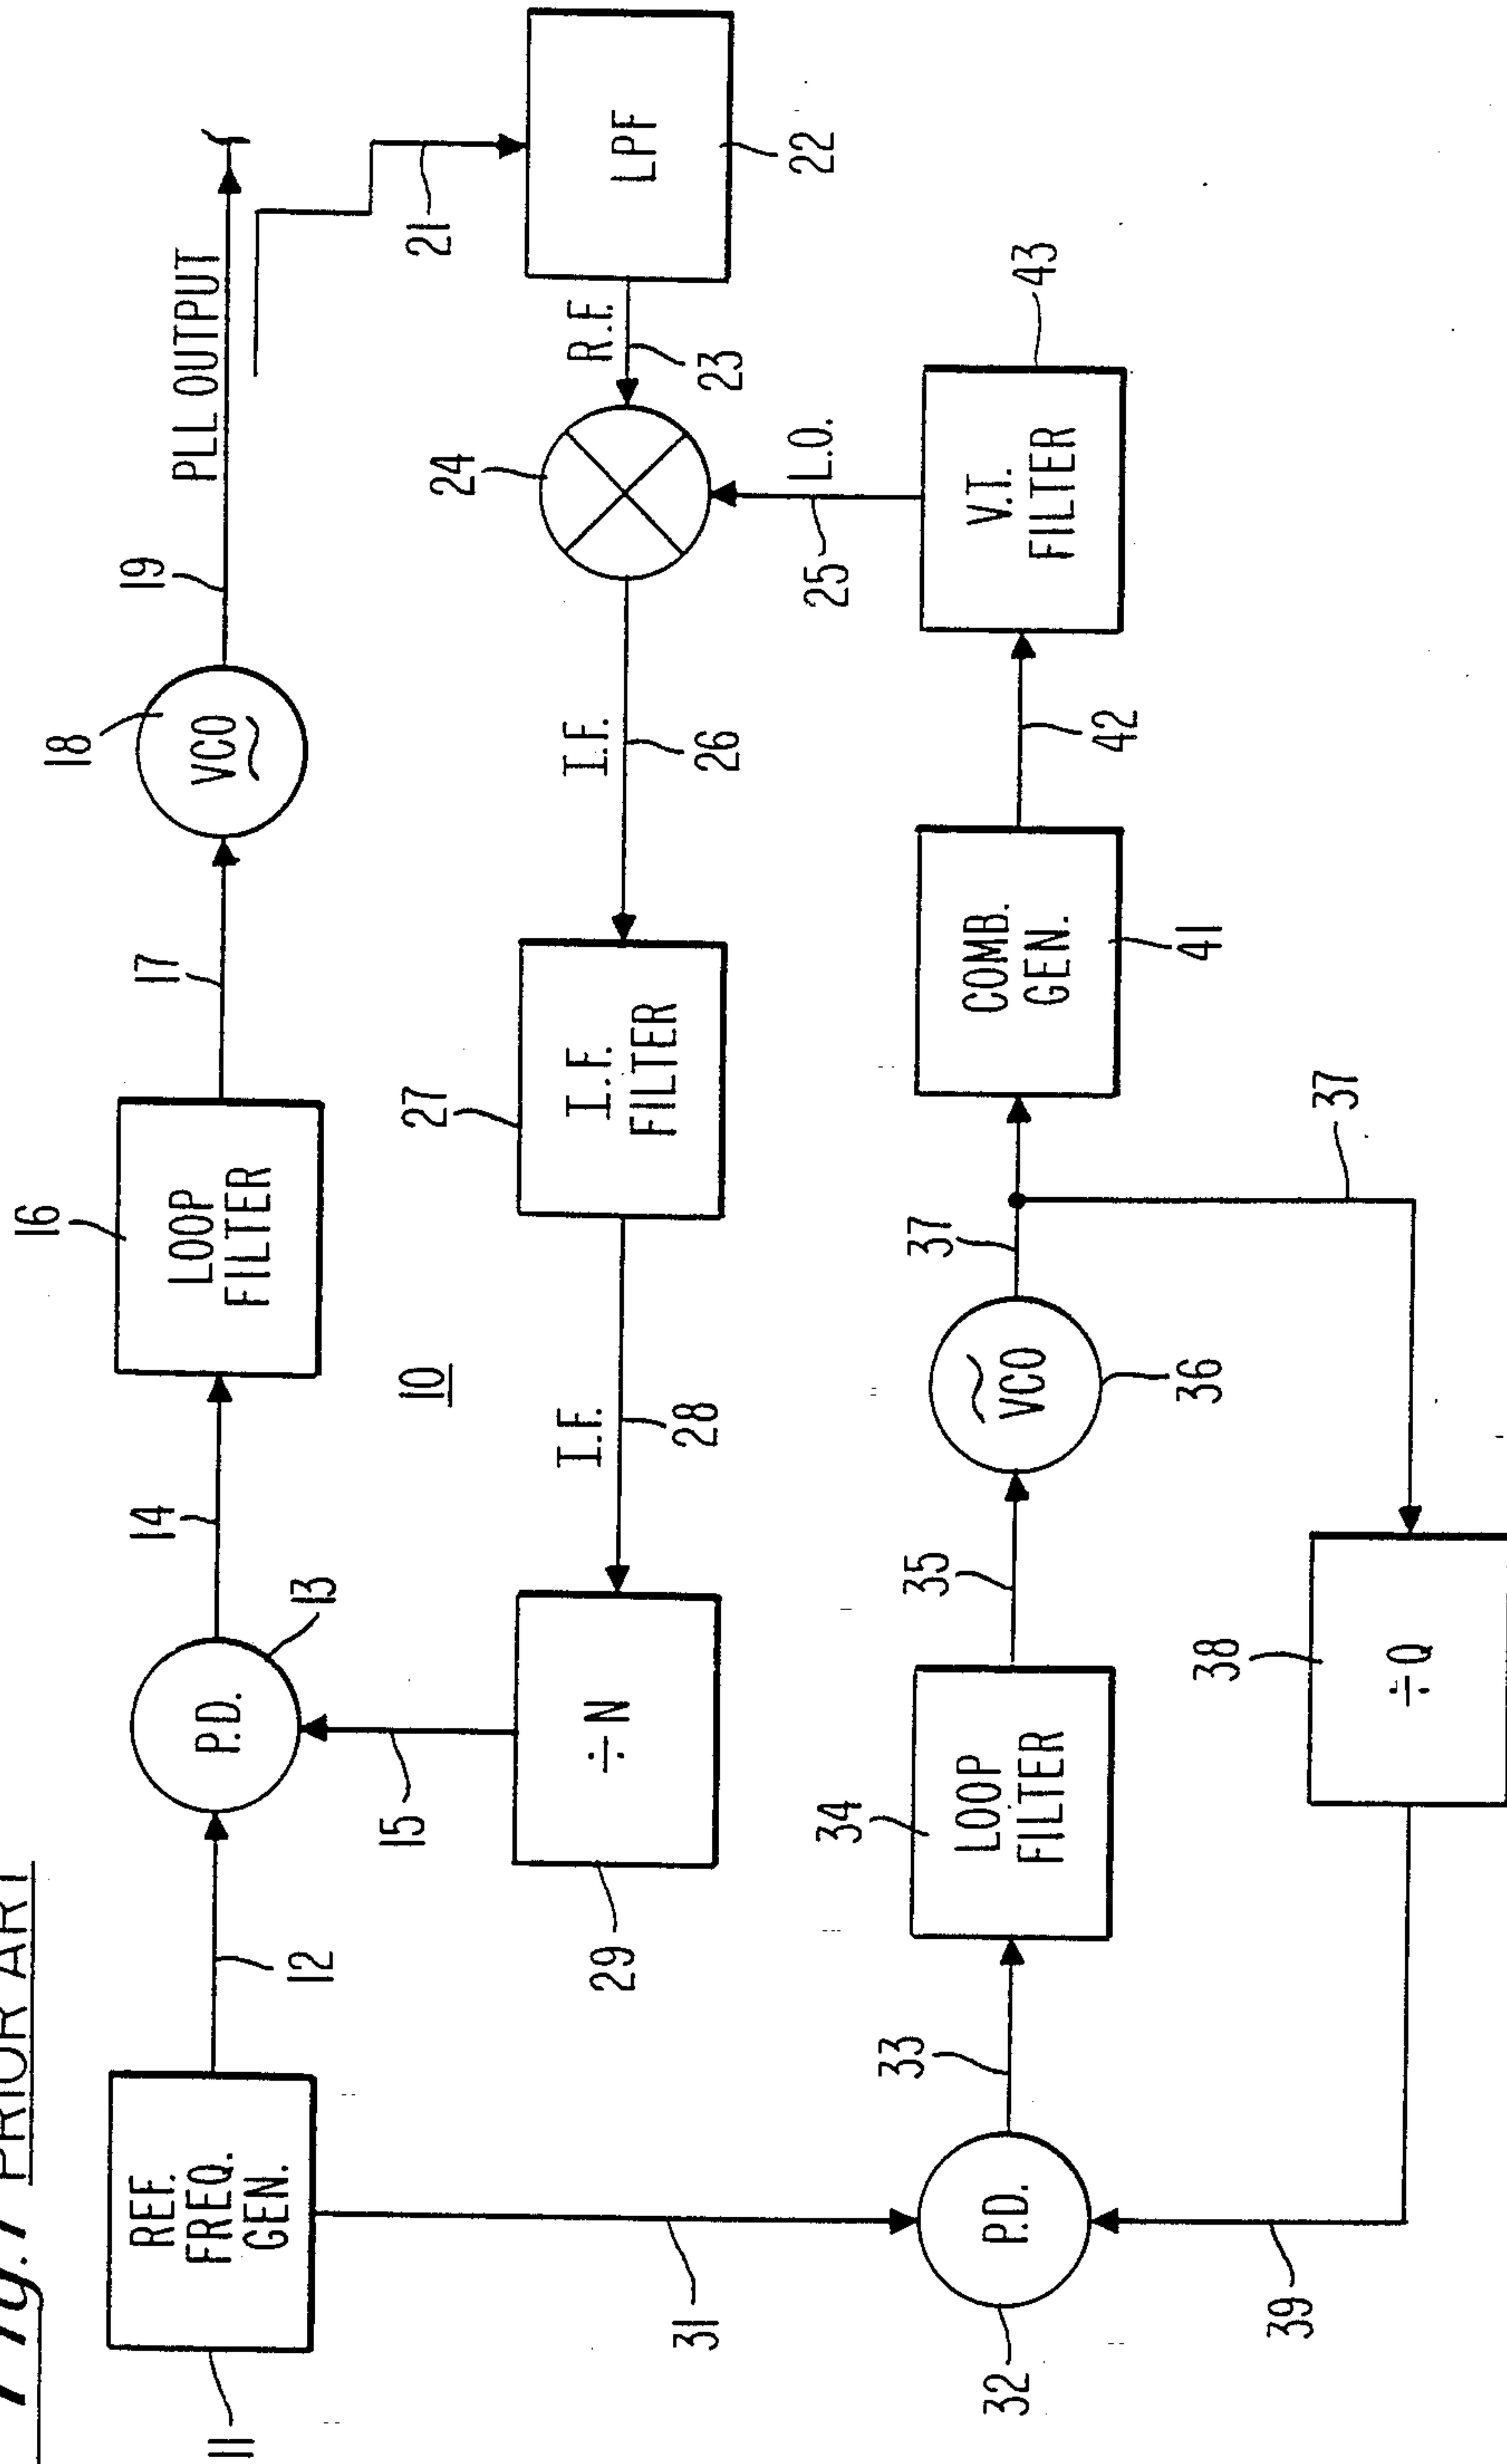 Fig. 1 PRIOR ART
11
REF.
FREQ.
GEN.
12
P.D.
13
14
15
16
LOOP
FILTER
17
18
VCO
19
PLL OUTPUT
21
LPF
22
R.F.
23
24
L.O.
25
I.F.
26
27
I.F.
FILTER
10
I.F.
28
÷N
29
31
32
P.D.
33
34
LOOP
FILTER
35
VCO
36
37
37
38
÷Q
39
COMB.
GEN.
41
42
V.T.
FILTER
43